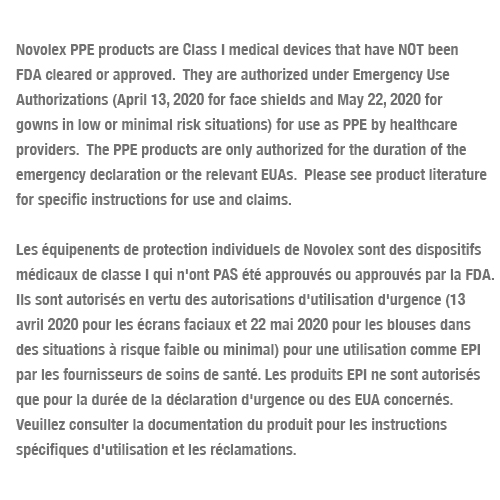 Novolex PPE products are Class I medical devices that have NOT been
FDA cleared or approved.  They are authorized under Emergency Use
Authorizations (April 13, 2020 for face shields and May 22, 2020 for
gowns in low or minimal risk situations) for use as PPE by healthcare
providers.  The PPE products are only authorized for the duration of the
emergency declaration or the relevant EUAs.  Please see product literature
for specific instructions for use and claims.

Les équipenents de protection individuels de Novolex sont des dispositifs
médicaux de classe I qui n'ont PAS été approuvés ou approuvés par la FDA.
Ils sont autorisés en vertu des autorisations d'utilisation d'urgence (13
avril 2020 pour les écrans faciaux et 22 mai 2020 pour les blouses dans
des situations à risque faible ou minimal) pour une utilisation comme EPI
par les fournisseurs de soins de santé. Les produits EPI ne sont autorisés
que pour la durée de la déclaration d'urgence ou des EUA concernés.
Veuillez consulter la documentation du produit pour les instructions
spécifiques d'utilisation et les réclamations.